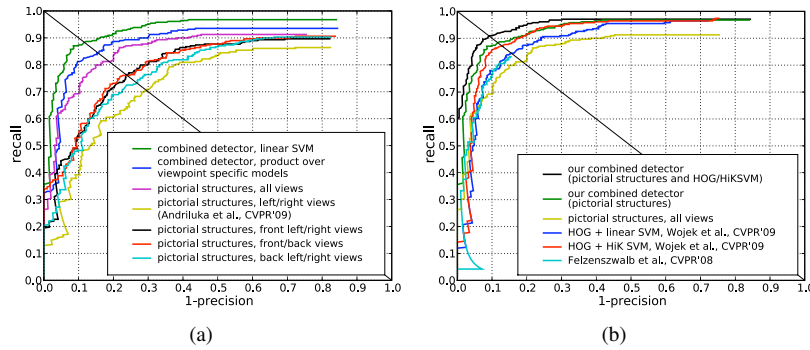 1.0
0.9
0.8
0.7
0.6
0.5
0.4
0.3
0.2
0.1
0.0
recall
0.0 0.1 0.2 0.3 0.4 0.5 0.6 0.7 0.8 0.9 1.0
1-precision
combined detector, linear SVM
combined detector, product over
viewpoint specific models
pictorial structures, all views
pictorial structures, left/right views
(Andriluka et al., CVPR'09)
pictorial structures, front left/right views
pictorial structures, front/back views
pictorial structures, back left/right views
(a)
1.0
0.9
0.8
0.7
0.6
0.5
0.4
0.3
0.2
0.1
0.0
recall
0.0 0.1 0.2 0.3 0.4 0.5 0.6 0.7 0.8 0.9 1.0
1-precision
our combined detector
(pictorial structures and HOG/HiKSVM)
our combined detector
(pictorial structures)
pictorial structures, all views
HOG + linear SVM, Wojek et al., CVPR'09
HOG + HiK SVM, Wojek et al., CVPR'09
Felzenszwalb et al., CVPR'08
(b)